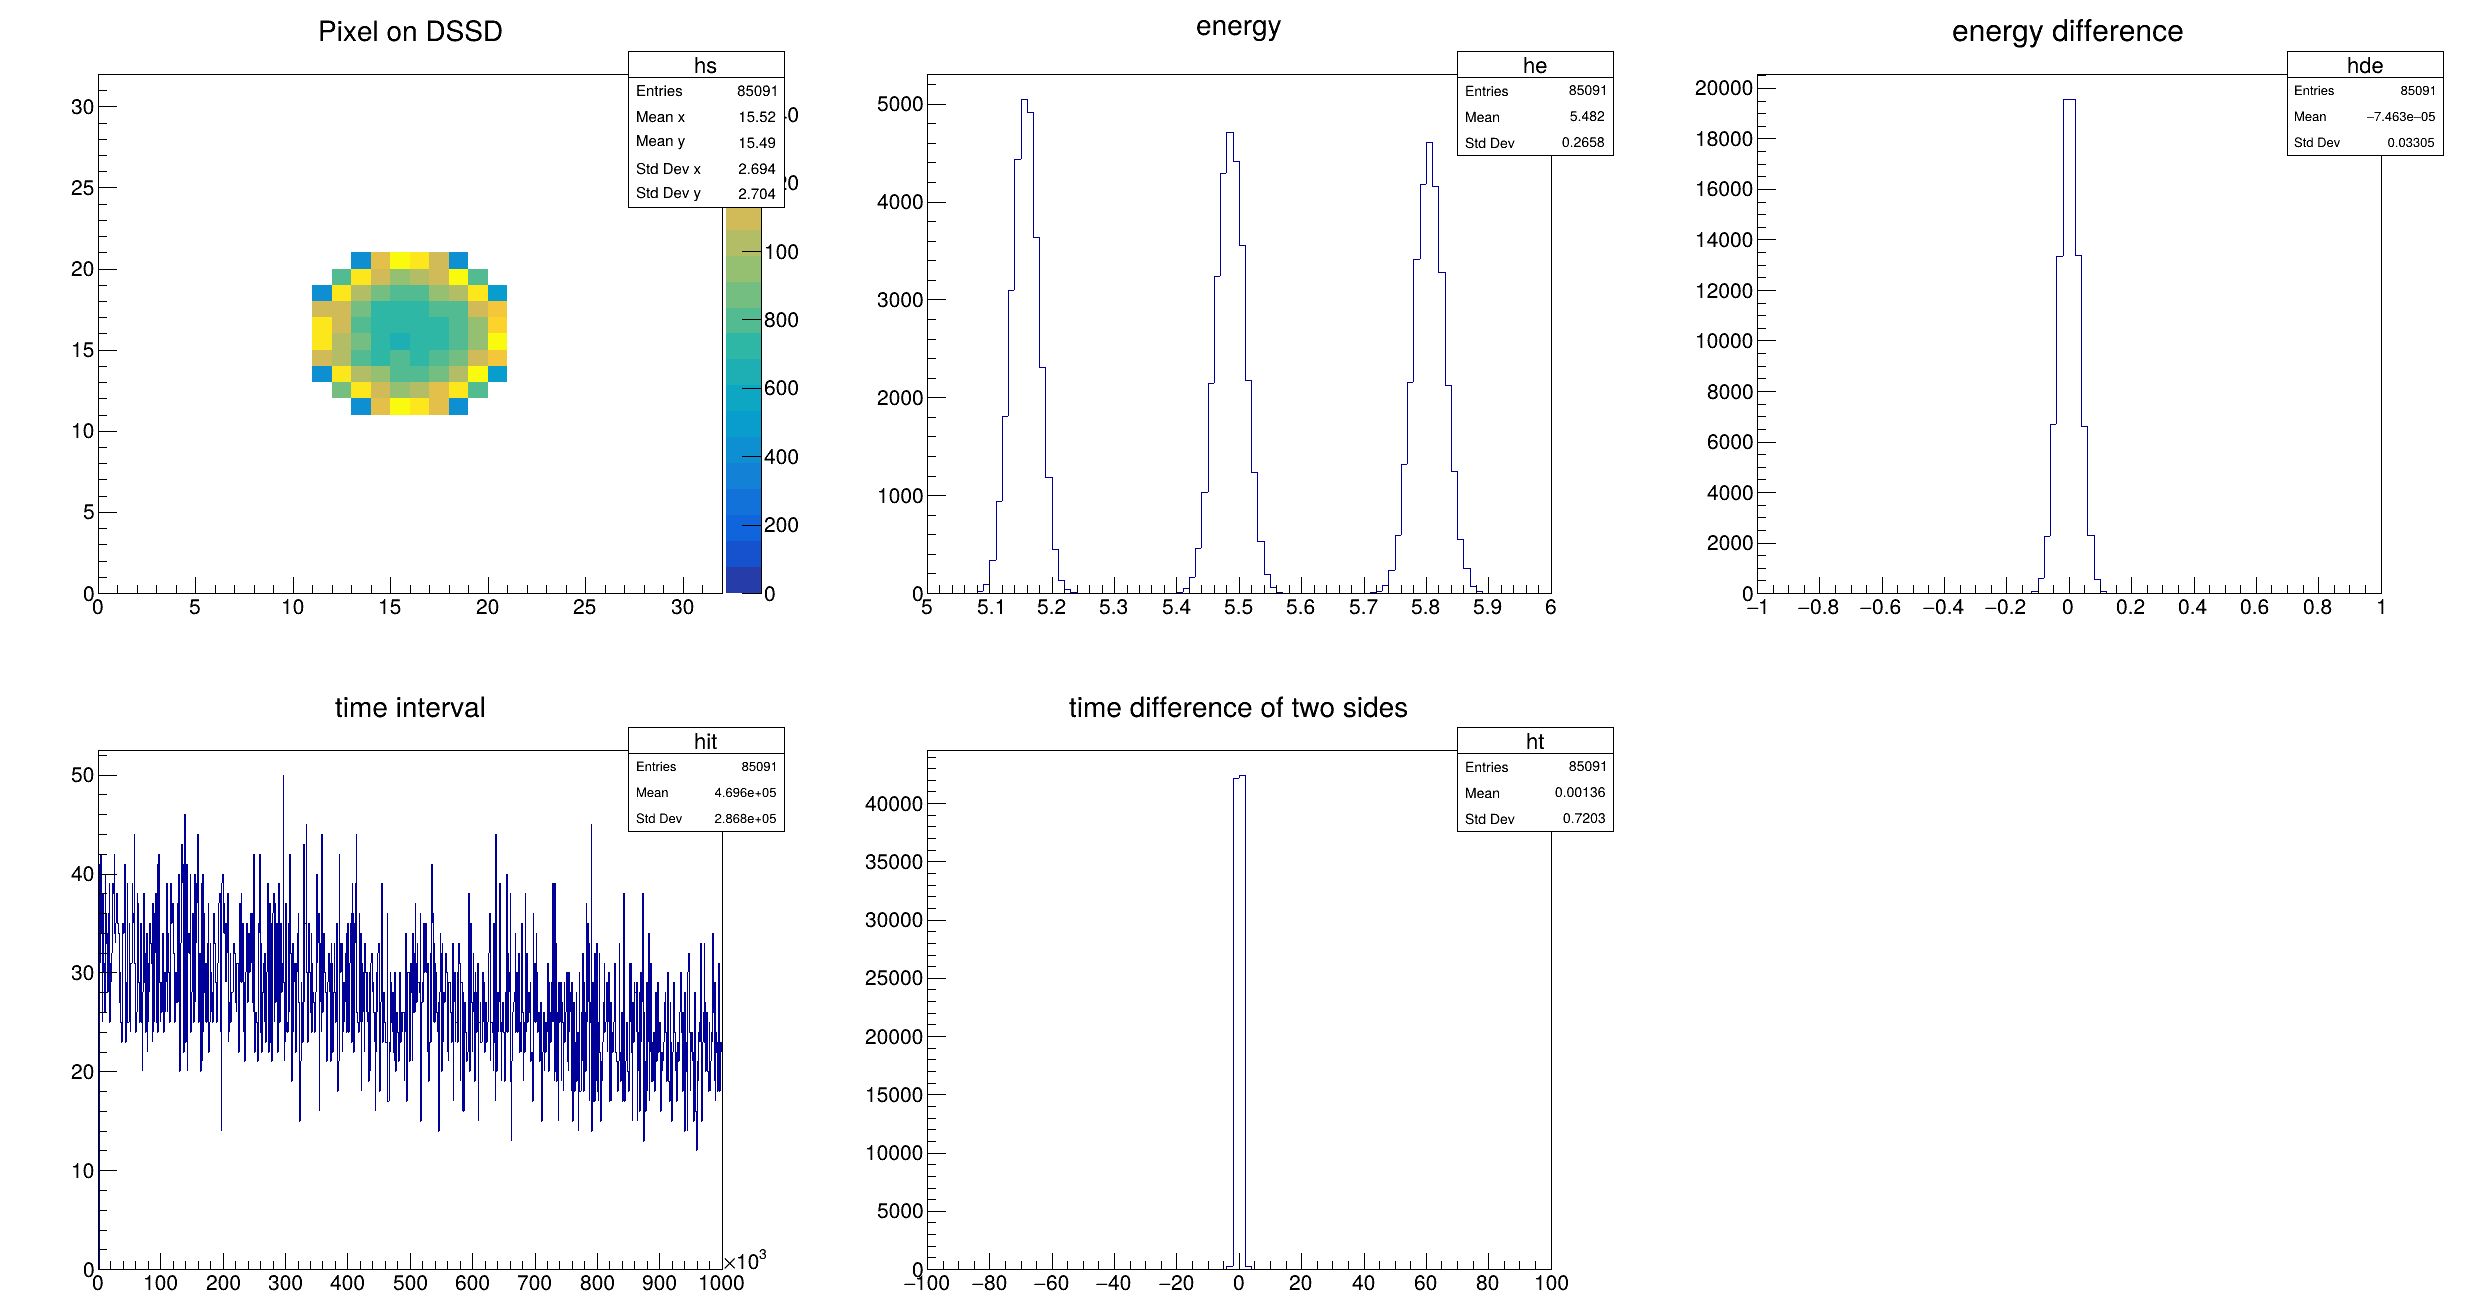 Pixel on DSSD
hs
Entries 85091
Mean x 15.52
Mean y 15.49
Std Dev x 2.694
Std Dev y 2.704
30
25
20
15
10
5
0
0 5 10 15 20 25 30
100
800
600
400
200
0
energy
he
Entries 85091
Mean 5.482
Std Dev 0.2658
5000
4000
3000
2000
1000
0
5 5.1 5.2 5.3 5.4 5.5 5.6 5.7 5.8 5.9 6
energy difference
hde
Entries 85091
Mean −7.463e−05
Std Dev 0.03305
20000
18000
16000
14000
12000
10000
8000
6000
4000
2000
0
−1 −0.8 −0.6 −0.4 −0.2 0 0.2 0.4 0.6 0.8 1
time interval
hit
Entries 85091
Mean 4.696e+05
Std Dev 2.868e+05
50
40
30
20
10
0
×10³
0 100 200 300 400 500 600 700 800 900 1000
time difference of two sides
ht
Entries 85091
Mean 0.00136
Std Dev 0.7203
40000
35000
30000
25000
20000
15000
10000
5000
0
−100 −80 −60 −40 −20 0 20 40 60 80 100